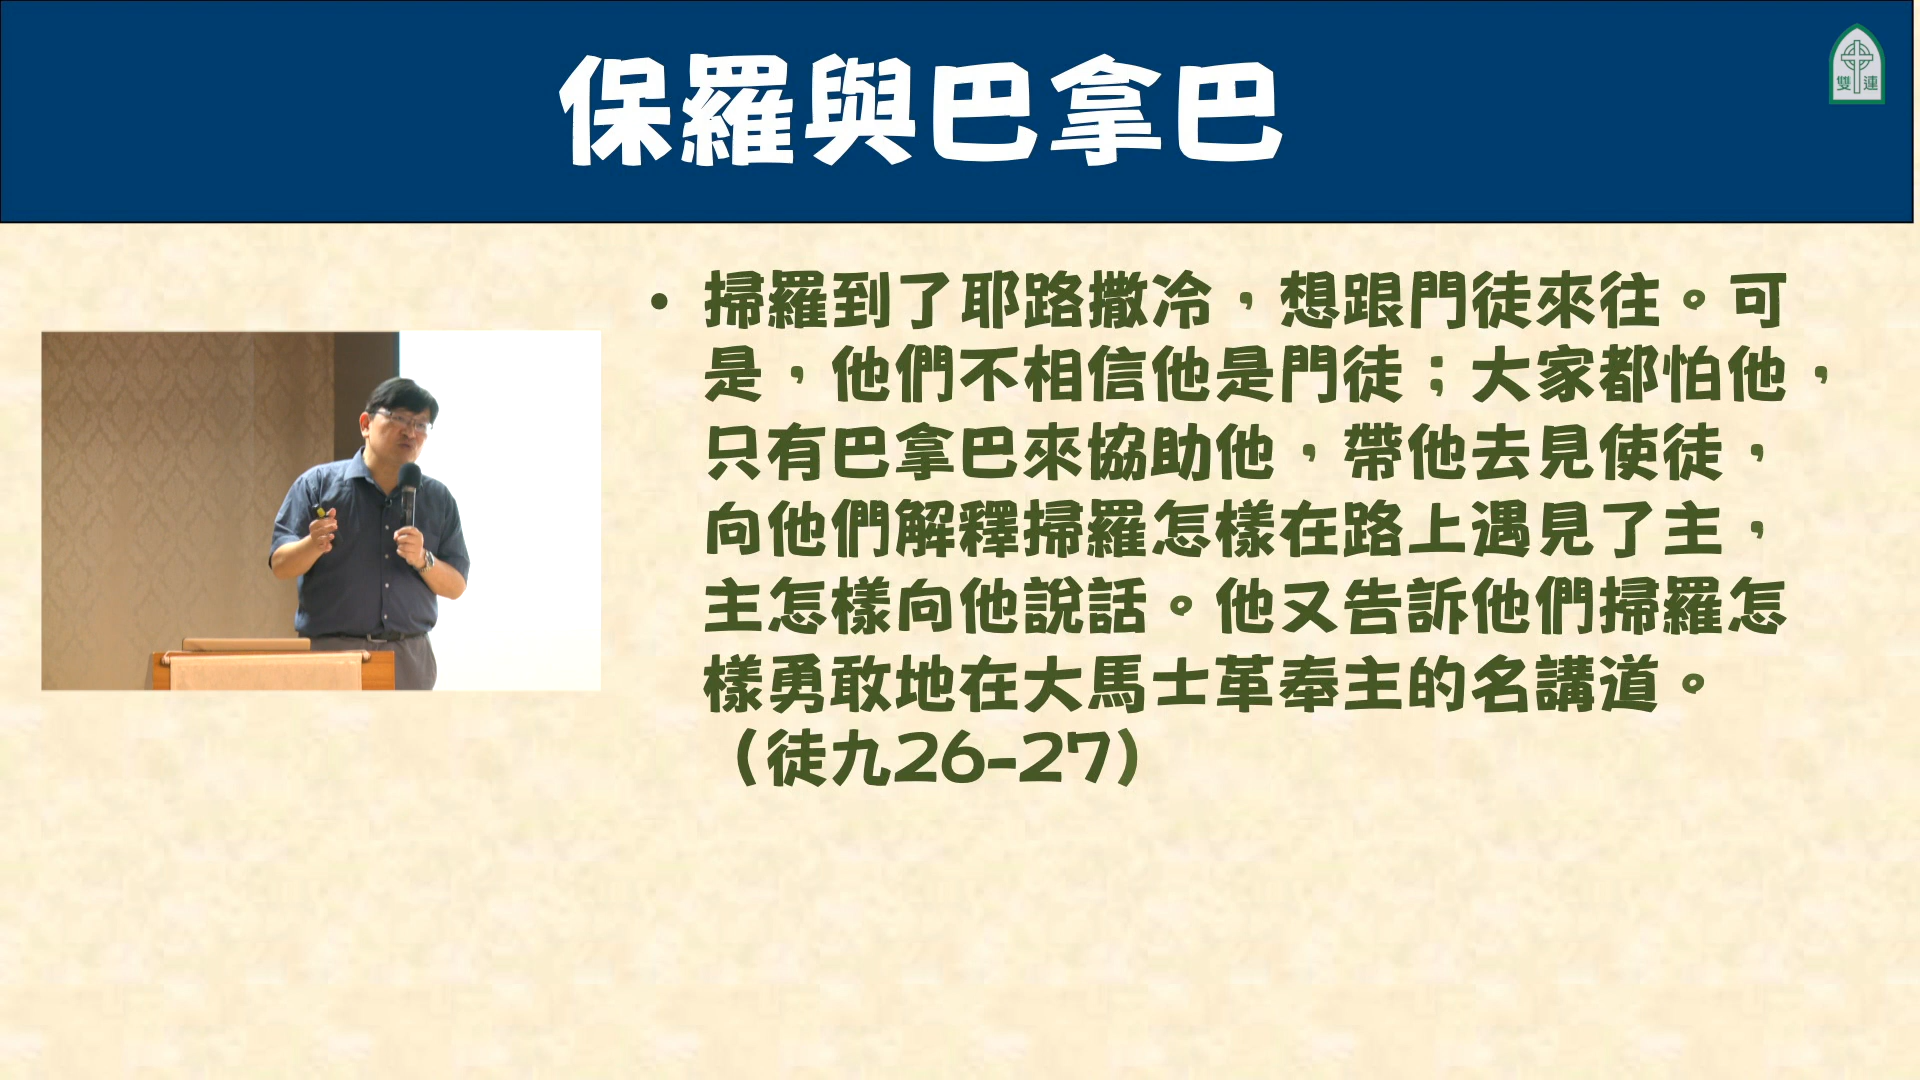 保羅與巴拿巴
雙連
• 掃羅到了耶路撒冷，想跟門徒來往。可
是，他們不相信他是門徒；大家都怕他，
只有巴拿巴來協助他，帶他去見使徒，
向他們解釋掃羅怎樣在路上遇見了主，
主怎樣向他說話。他又告訴他們掃羅怎
樣勇敢地在大馬士革奉主的名講道。
（徒九26-27）